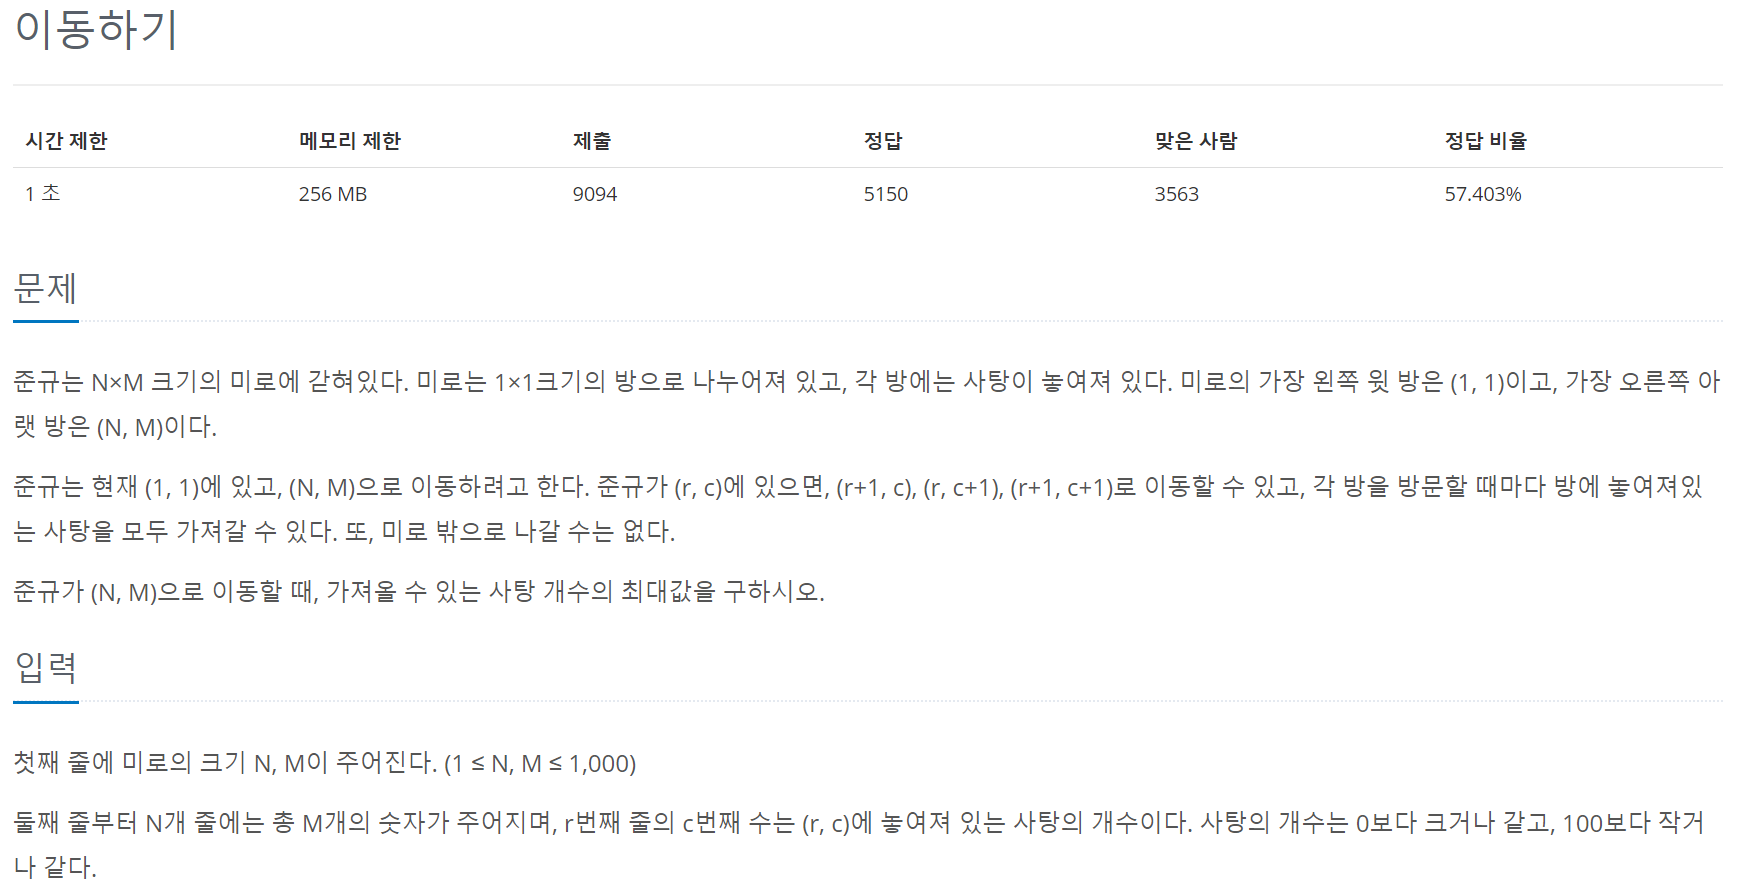 이동하기
시간 제한 메모리 제한 제출 정답 맞은 사람 정답 비율
1 초 256 MB 9094 5150 3563 57.403%
문제
준규는 N×M 크기의 미로에 갇혀있다. 미로는 1×1크기의 방으로 나누어져 있고, 각 방에는 사탕이 놓여져 있다. 미로의 가장 왼쪽 윗 방은 (1, 1)이고, 가장 오른쪽 아
랫 방은 (N, M)이다.
준규는 현재 (1, 1)에 있고, (N, M)으로 이동하려고 한다. 준규가 (r, c)에 있으면, (r+1, c), (r, c+1), (r+1, c+1)로 이동할 수 있고, 각 방을 방문할 때마다 방에 놓여져있
는 사탕을 모두 가져갈 수 있다. 또, 미로 밖으로 나갈 수는 없다.
준규가 (N, M)으로 이동할 때, 가져올 수 있는 사탕 개수의 최대값을 구하시오.
입력
첫째 줄에 미로의 크기 N, M이 주어진다. (1 ≤ N, M ≤ 1,000)
둘째 줄부터 N개 줄에는 총 M개의 숫자가 주어지며, r번째 줄의 c번째 수는 (r, c)에 놓여져 있는 사탕의 개수이다. 사탕의 개수는 0보다 크거나 같고, 100보다 작거
나 같다.